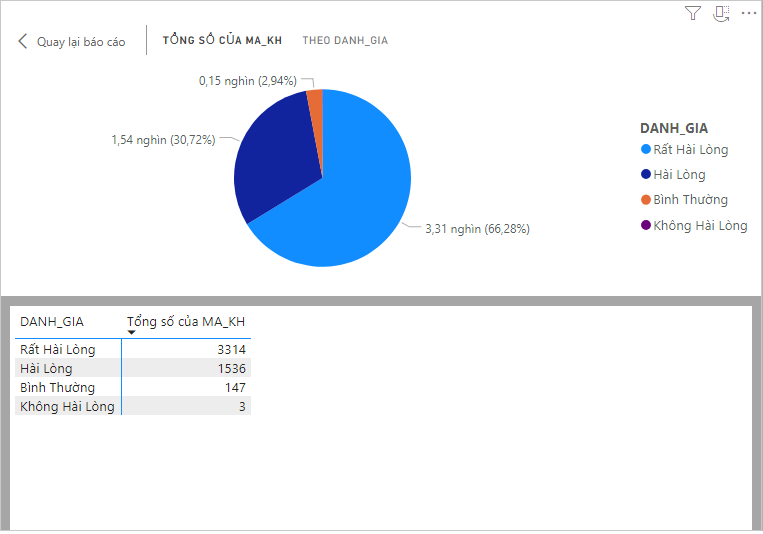 Quay lại báo cáo
TỔNG SỐ CỦA MA_KH THEO DANH_GIA
0,15 nghìn (2,94%)
1,54 nghìn (30,72%)
3,31 nghìn (66,28%)
DANH_GIA
Rất Hài Lòng
Hài Lòng
Bình Thường
Không Hài Lòng
DANH_GIA Tổng số của MA_KH
Rất Hài Lòng 3314
Hài Lòng 1536
Bình Thường 147
Không Hài Lòng 3